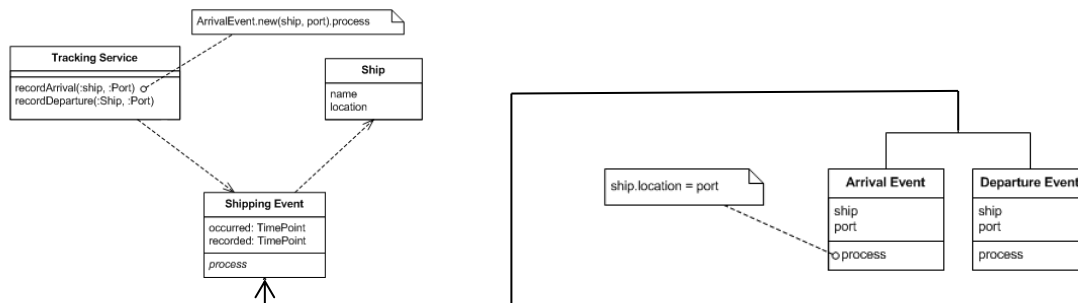 ArrivalEvent.new(ship, port).process
Tracking Service
recordArrival(:ship, :Port)
recordDeparture(:Ship, :Port)
Ship
name
location
Shipping Event
occurred: TimePoint
recorded: TimePoint
process
ship.location = port
Arrival Event
ship
port
process
Departure Event
ship
port
process